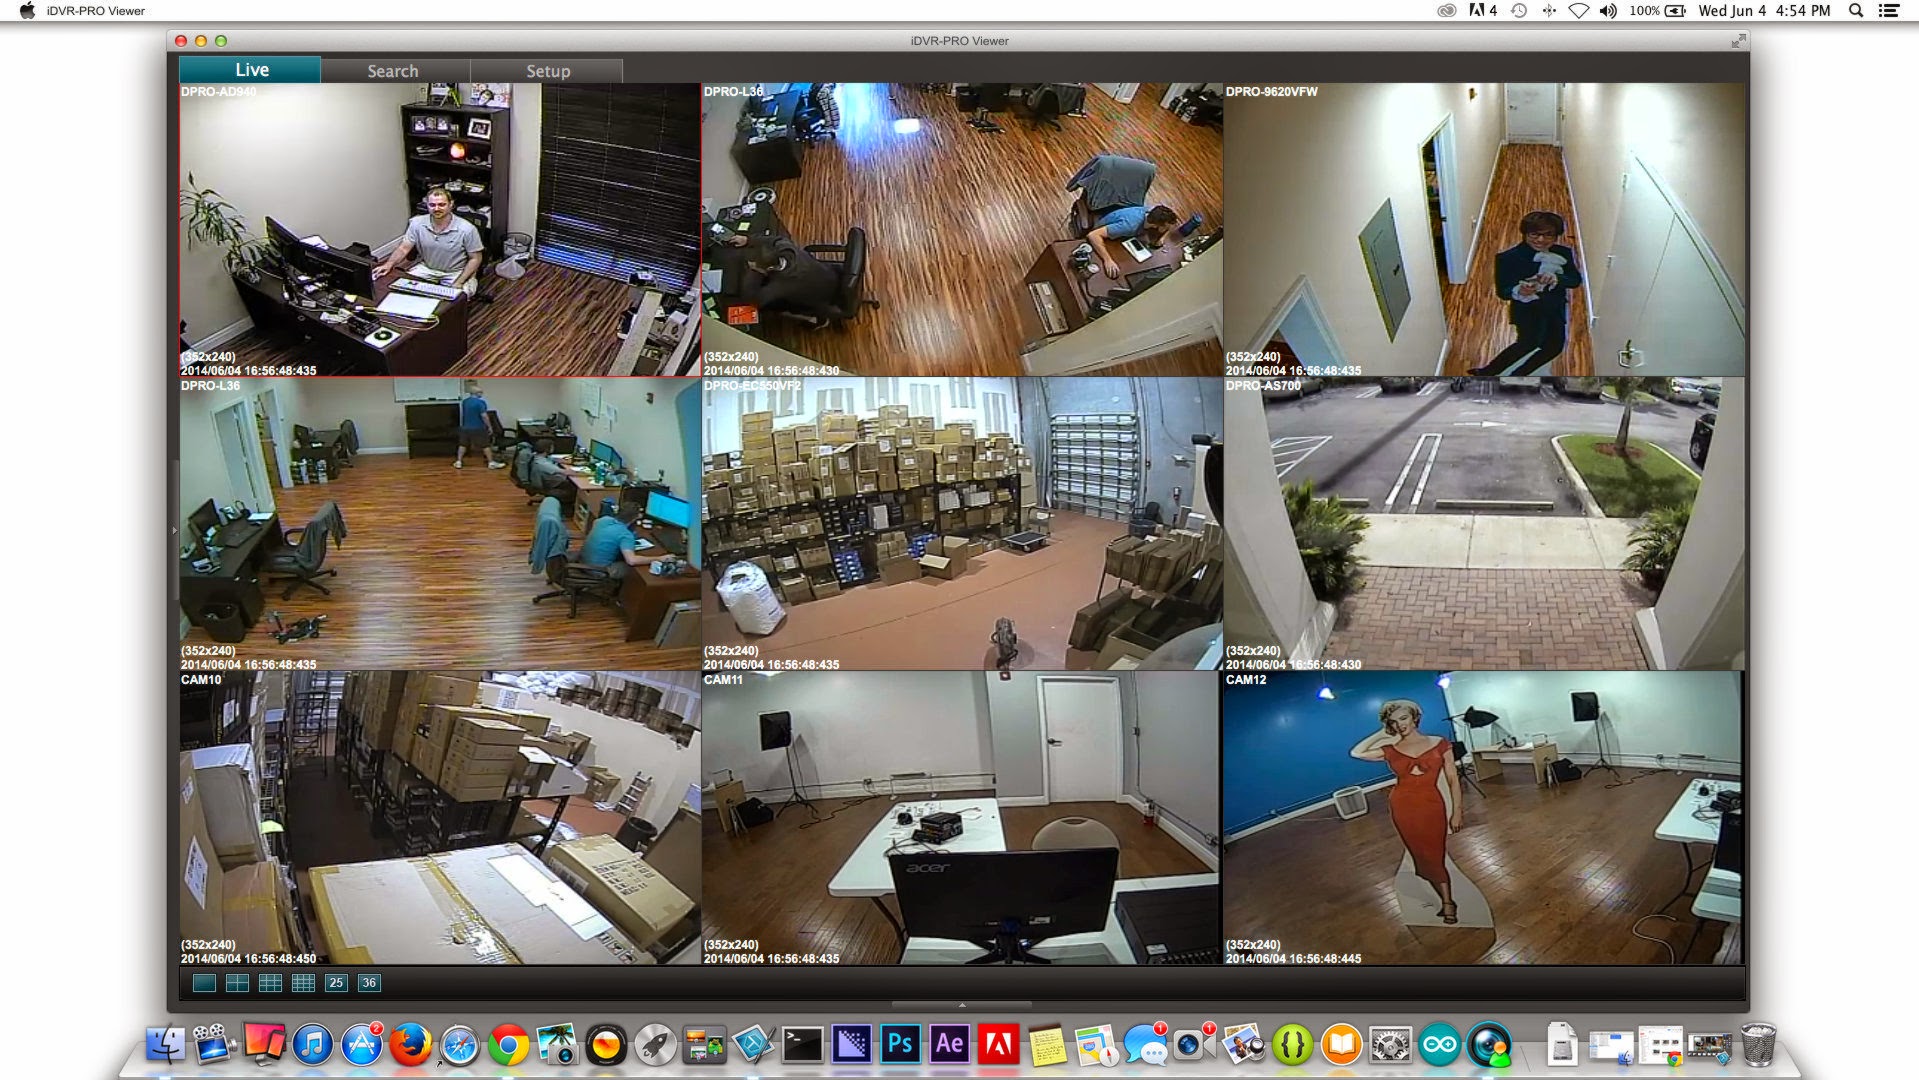 iDVR-PRO Viewer
4
100%
Wed Jun 4 4:54 PM
iDVR-PRO Viewer
Live
Search
Setup
DPRO-AD940
DPRO-L36
DPRO-9620VFW
(352x240)
2014/06/04 16:56:48:435
(352x240)
2014/06/04 16:56:48:430
(352x240)
2014/06/04 16:56:48:435
DPRO-L36
DPRO-EC550VF2
DPRO-AS700
(352x240)
2014/06/04 16:56:48:435
(352x240)
2014/06/04 16:56:48:435
(352x240)
2014/06/04 16:56:48:430
CAM10
CAM11
CAM12
acer
(352x240)
2014/06/04 16:56:48:450
(352x240)
2014/06/04 16:56:48:435
(352x240)
2014/06/04 16:56:48:445
25
36
2
Ps
Ae
1
1